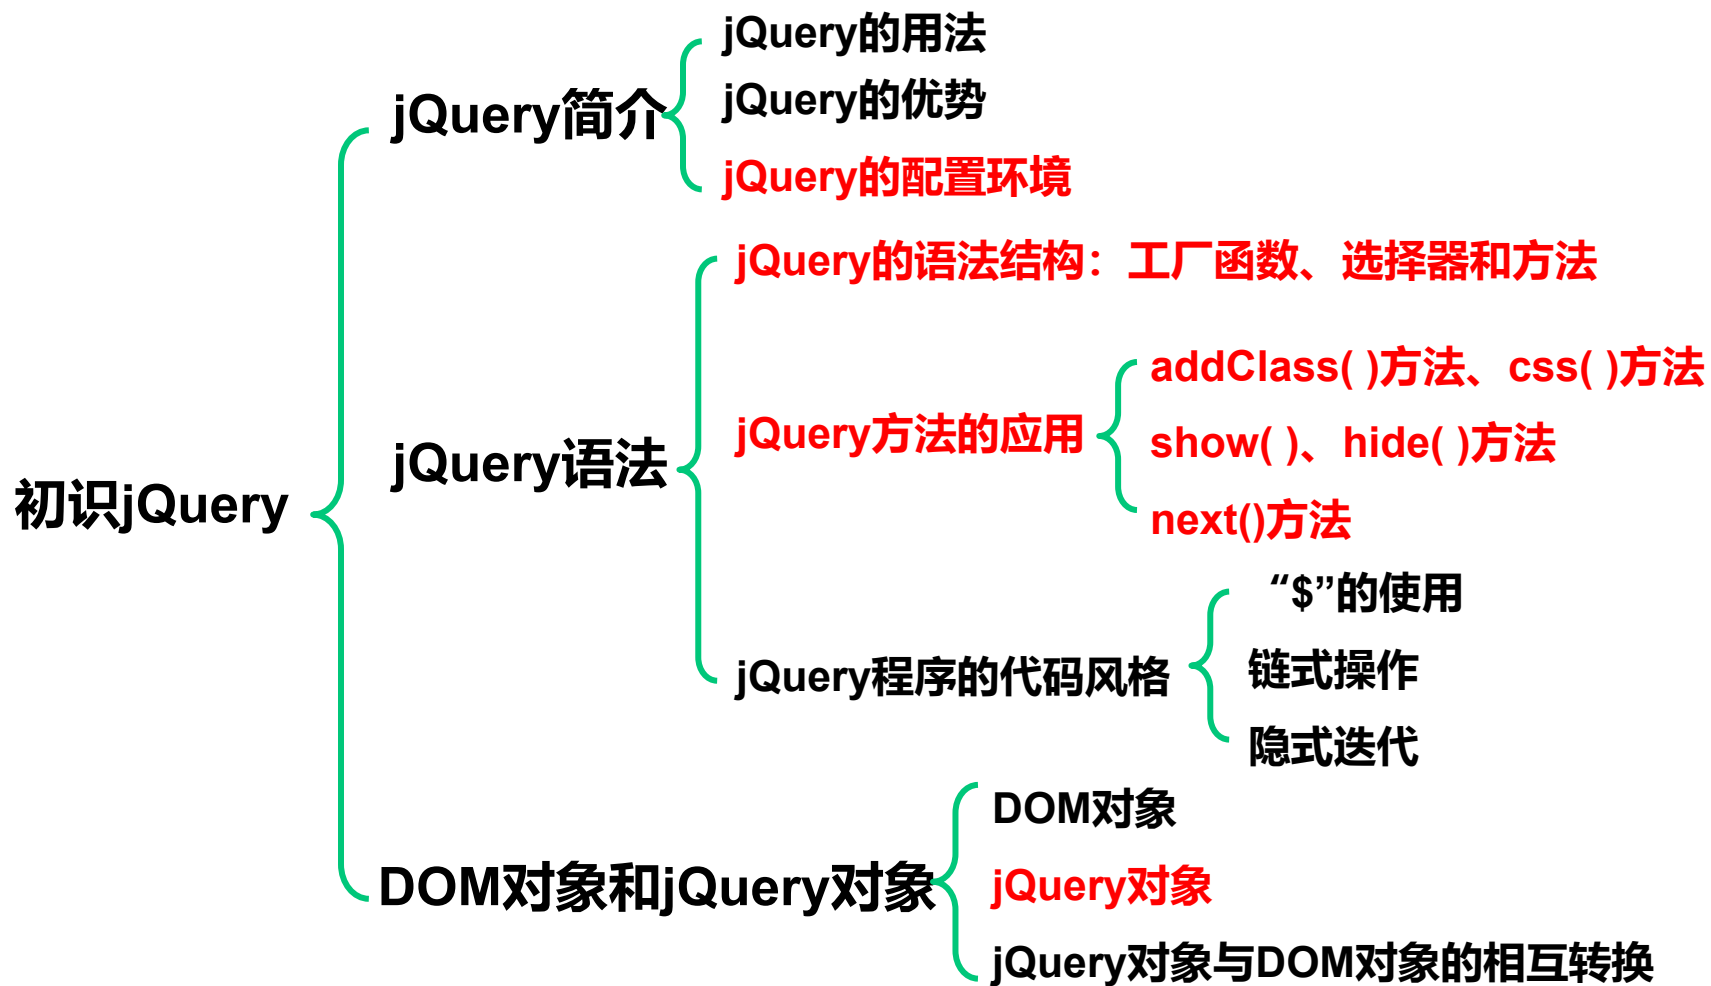 初识jQuery
jQuery简介
jQuery的用法
jQuery的优势
jQuery的配置环境
jQuery语法
jQuery的语法结构：工厂函数、选择器和方法
jQuery方法的应用
addClass( )方法、css( )方法
show( )、hide( )方法
next()方法
jQuery程序的代码风格
“$”的使用
链式操作
隐式迭代
DOM对象和jQuery对象
DOM对象
jQuery对象
jQuery对象与DOM对象的相互转换